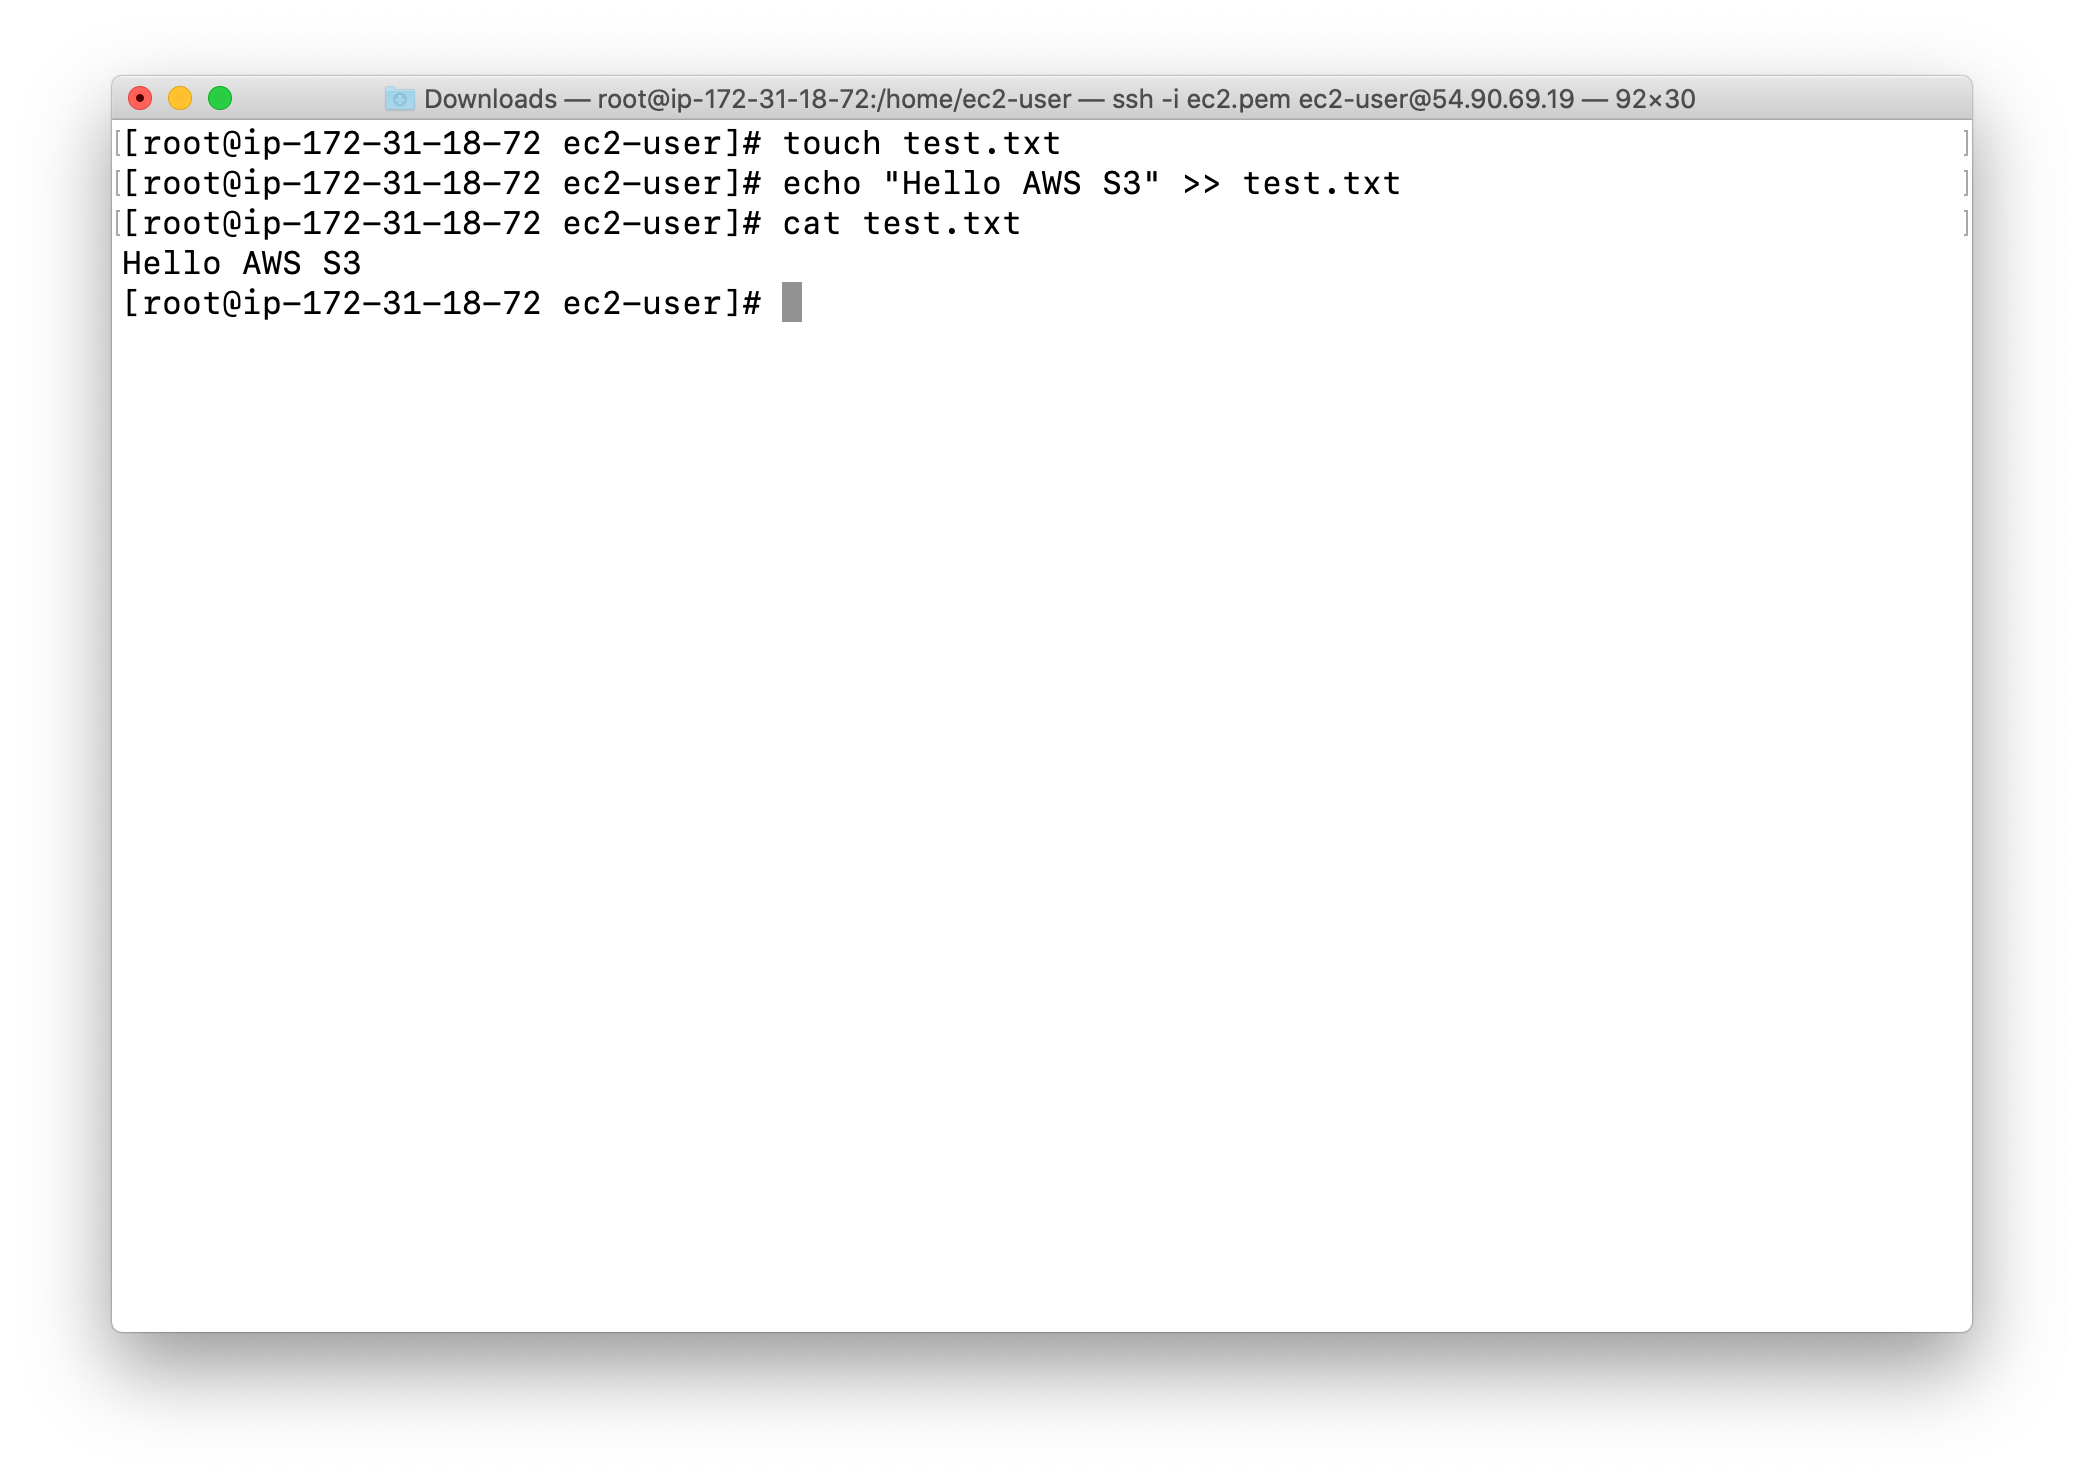 Downloads — root@ip-172-31-18-72:/home/ec2-user — ssh -i ec2.pem ec2-user@54.90.69.19 — 92×30
[root@ip-172-31-18-72 ec2-user]# touch test.txt
[root@ip-172-31-18-72 ec2-user]# echo "Hello AWS S3" >> test.txt
[root@ip-172-31-18-72 ec2-user]# cat test.txt
Hello AWS S3
[root@ip-172-31-18-72 ec2-user]#